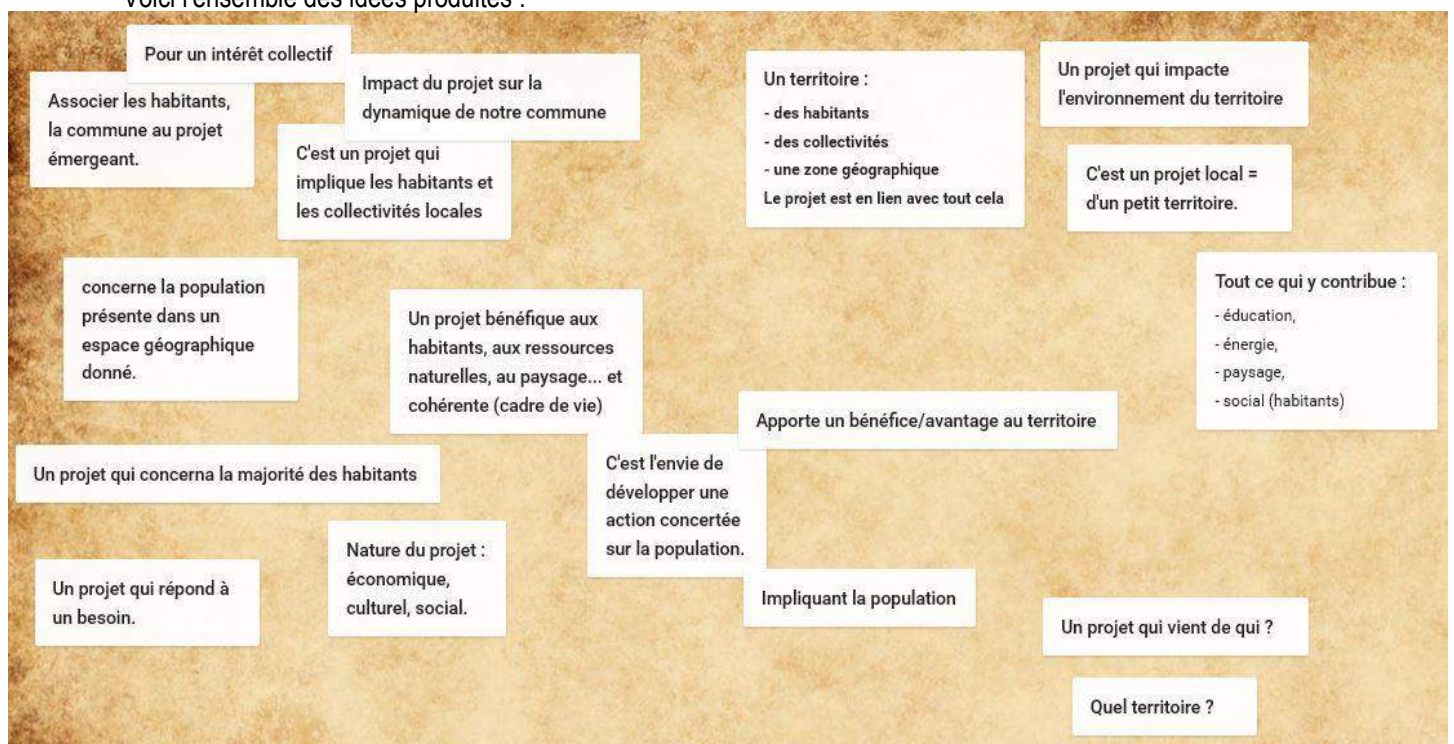 Voici l'ensemble des idées produites :
Pour un intérêt collectif
Associer les habitants,
la commune au projet
émergeant.
Impact du projet sur la
dynamique de notre commune
C'est un projet qui
implique les habitants et
les collectivités locales
Un territoire :
- des habitants
- des collectivités
- une zone géographique
Le projet est en lien avec tout cela
Un projet qui impacte
l'environnement du territoire
C'est un projet local =
d'un petit territoire.
Tout ce qui y contribue :
- éducation,
- énergie,
- paysage,
- social (habitants)
concerne la population
présente dans un
espace géographique
donné.
Un projet bénéfique aux
habitants, aux ressources
naturelles, au paysage... et
cohérente (cadre de vie)
Apporte un bénéfice/avantage au territoire
Un projet qui concerna la majorité des habitants
C'est l'envie de
développer une
action concertée
sur la population.
Nature du projet :
économique,
culturel, social.
Un projet qui répond à
un besoin.
Impliquant la population
Un projet qui vient de qui ?
Quel territoire ?